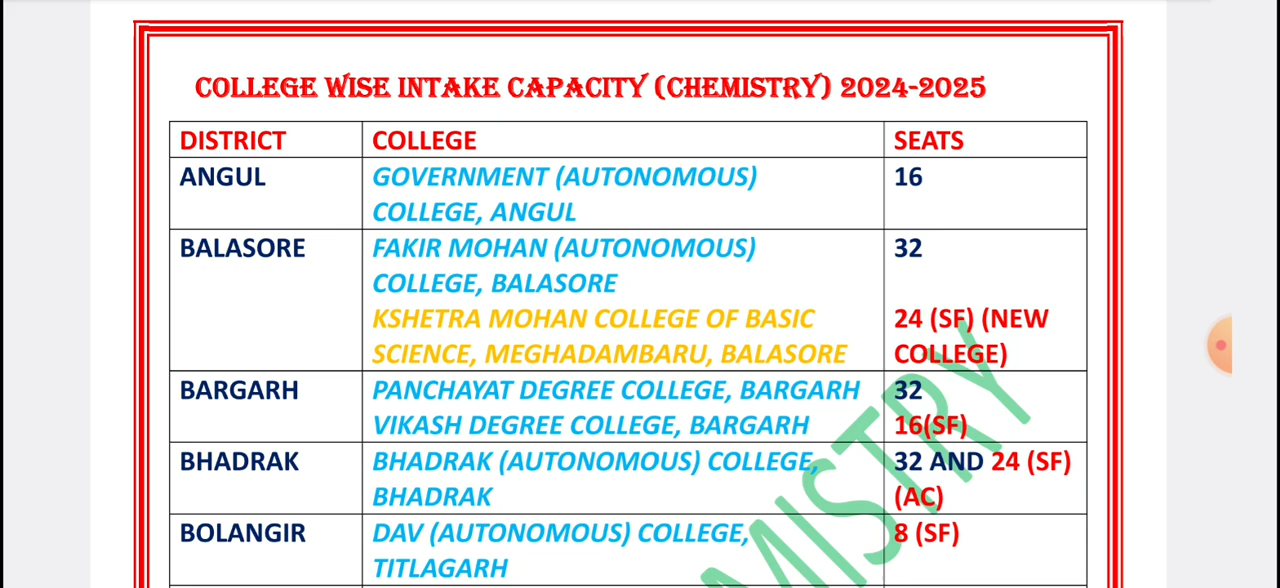 COLLEGE WISE INTAKE CAPACITY (CHEMISTRY) 2024-2025
DISTRICT COLLEGE SEATS
ANGUL GOVERNMENT (AUTONOMOUS) 16
COLLEGE, ANGUL
BALASORE FAKIR MOHAN (AUTONOMOUS) 32
COLLEGE, BALASORE
KSHETRA MOHAN COLLEGE OF BASIC 24 (SF) (NEW
SCIENCE, MEGHADAMBARU, BALASORE COLLEGE)
BARGARH PANCHAYAT DEGREE COLLEGE, BARGARH 32
VIKASH DEGREE COLLEGE, BARGARH 16(SF)
BHADRAK BHADRAK (AUTONOMOUS) COLLEGE, 32 AND 24 (SF)
BHADRAK (AC)
BOLANGIR DAV (AUTONOMOUS) COLLEGE, 8 (SF)
TITLAGARH
MISTRY